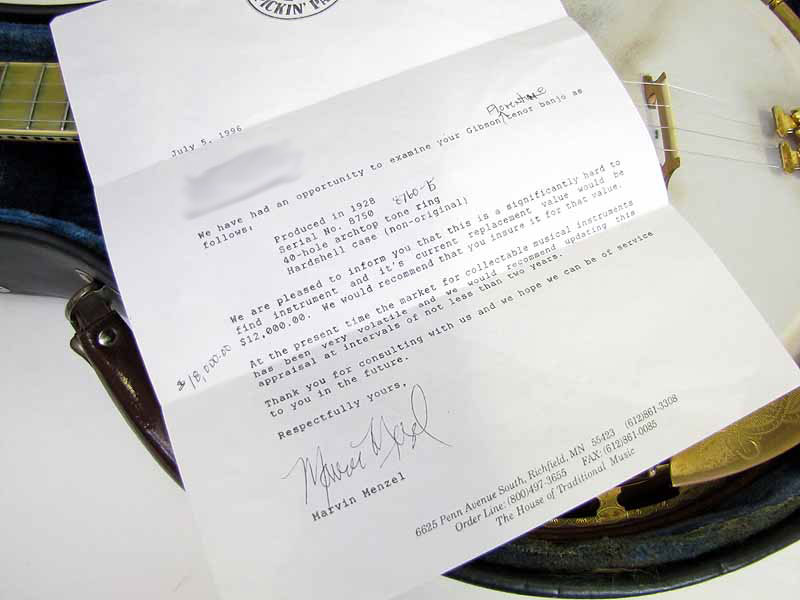 PICKIN' PA
July 5, 1996
Florentine
We have had an opportunity to examine your Gibson tenor banjo as
follows;
Produced in 1928
Serial No. 8750 8760-15
40-hole archtop tone ring
Hardshell case (non-original)
We are pleased to inform you that this is a significantly hard to
find instrument and it's current replacement value would be
$12,000.00. We would recommend that you insure it for that value.
$18,000.00
At the present time the market for collectable musical instruments
has been very volatile and we would recommend updating this
appraisal at intervals of not less than two years.
Thank you for consulting with us and we hope we can be of service
to you in the future.
Respectfully yours,
Marvin Menzel
Marvin Menzel
6625 Penn Avenue South, Richfield, MN 55423 (612)861-3308
Order Line: (800)497-3655 FAX: (612)861-0085
The House of Traditional Music